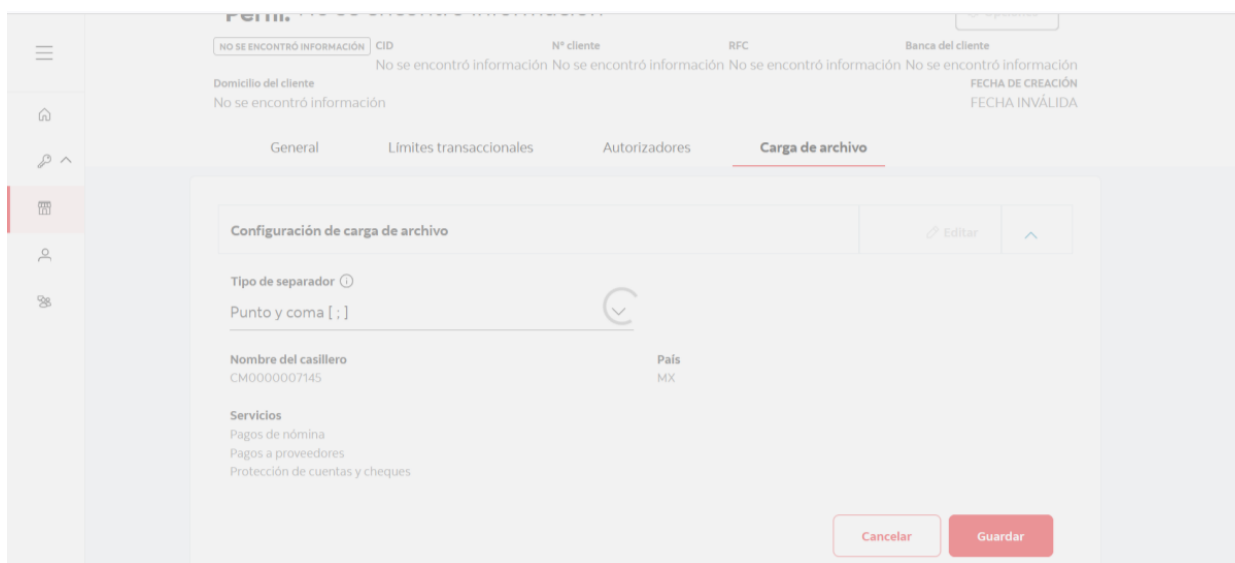 NO SE ENCONTRÓ INFORMACIÓN CID Nº cliente RFC Banca del cliente
No se encontró información No se encontró información No se encontró información No se encontró información
Domicilio del cliente FECHA DE CREACIÓN
No se encontró información FECHA INVÁLIDA
General Límites transaccionales Autorizadores Carga de archivo
Configuración de carga de archivo Editar
Tipo de separador
Punto y coma [ ; ]
Nombre del casillero País
CM0000007145 MX
Servicios
Pagos de nómina
Pagos a proveedores
Protección de cuentas y cheques
Cancelar Guardar